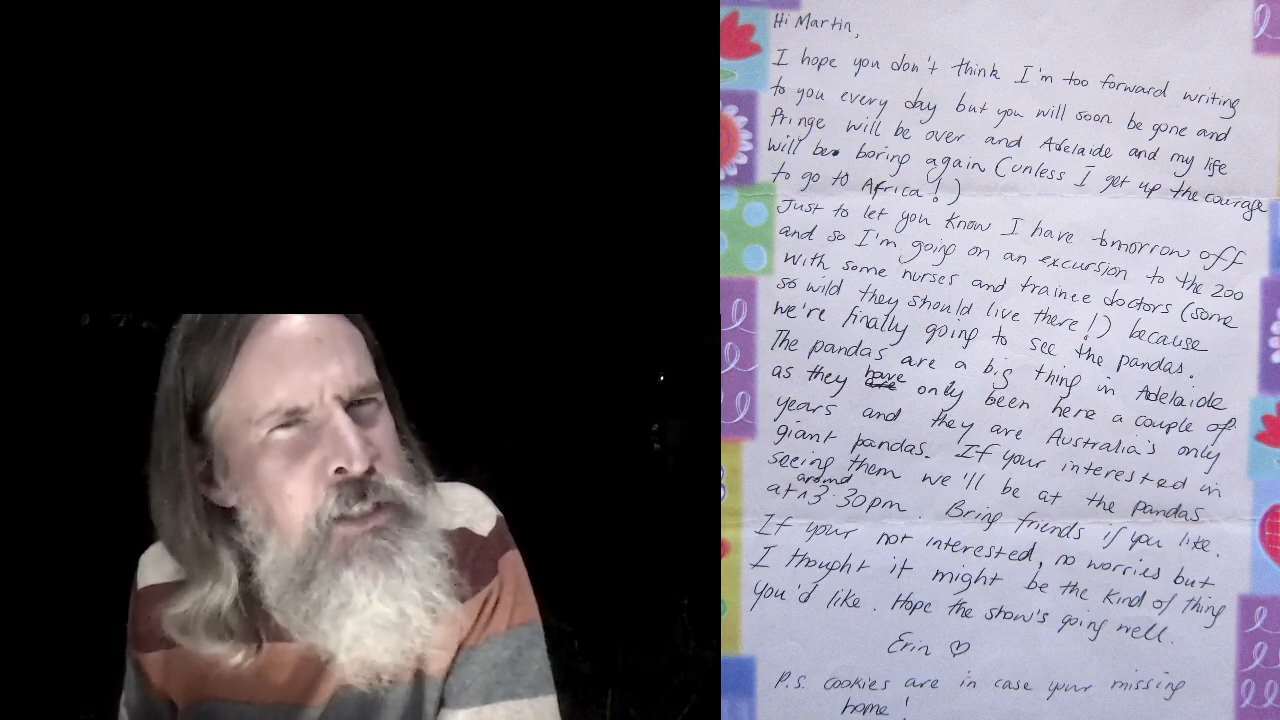 Hi Martin,
I hope you don't think I'm too forward writing
to you every day but you will soon be gone and
Fringe will be over and Adelaide and my life
will be boring again (unless I get up the courage
to go to Africa!)
Just to let you know I have tomorrow off
and so I'm going on an excursion to the zoo
with some nurses and trainee doctors (some
so wild they should live there!) because
we're finally going to see the pandas.
The pandas are a big thing in Adelaide
as they have only been here a couple of
years and they are Australia's only
giant pandas. If your interested in
seeing them we'll be at the pandas
at around 3:30pm. Bring friends if you like.
If your not interested, no worries but
I thought it might be the kind of thing
you'd like. Hope the show's going well.
Erin ♡
P.S. cookies are in case your missing
home!